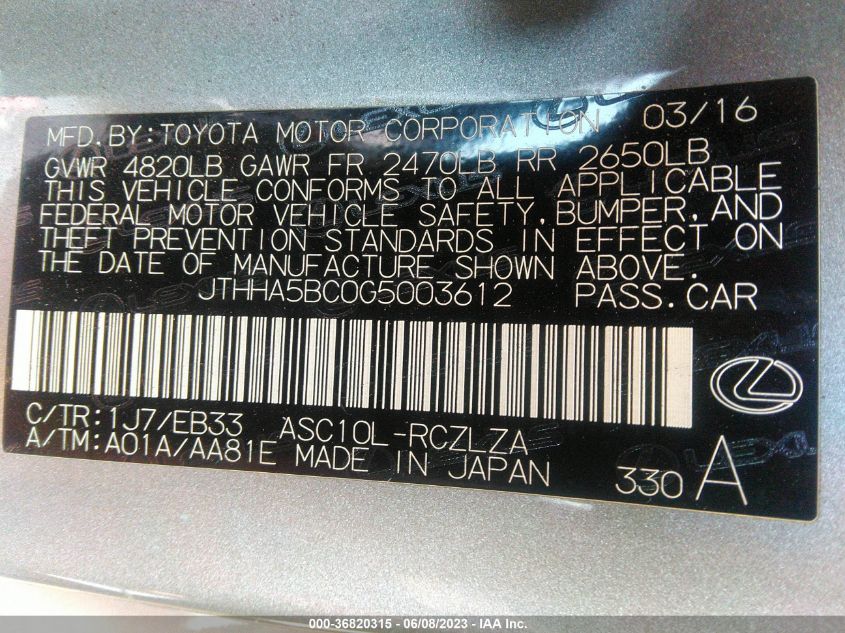 MFD. BY: TOYOTA MOTOR CORPORATION 03/16
GVWR 4820LB GAWR FR 2470LB RR 2650LB
THIS VEHICLE CONFORMS TO ALL APPLICABLE
FEDERAL MOTOR VEHICLE SAFETY, BUMPER, AND
THEFT PREVENTION STANDARDS IN EFFECT ON
THE DATE OF MANUFACTURE SHOWN ABOVE.
JTHHA5BC0G5003612 PASS. CAR
C/TR: 1J7/EB33 ASC10L-RCZLZA
A/TM: A01A/AA81E MADE IN JAPAN
330 A
000-36820315 - 06/08/2023 - IAA Inc.